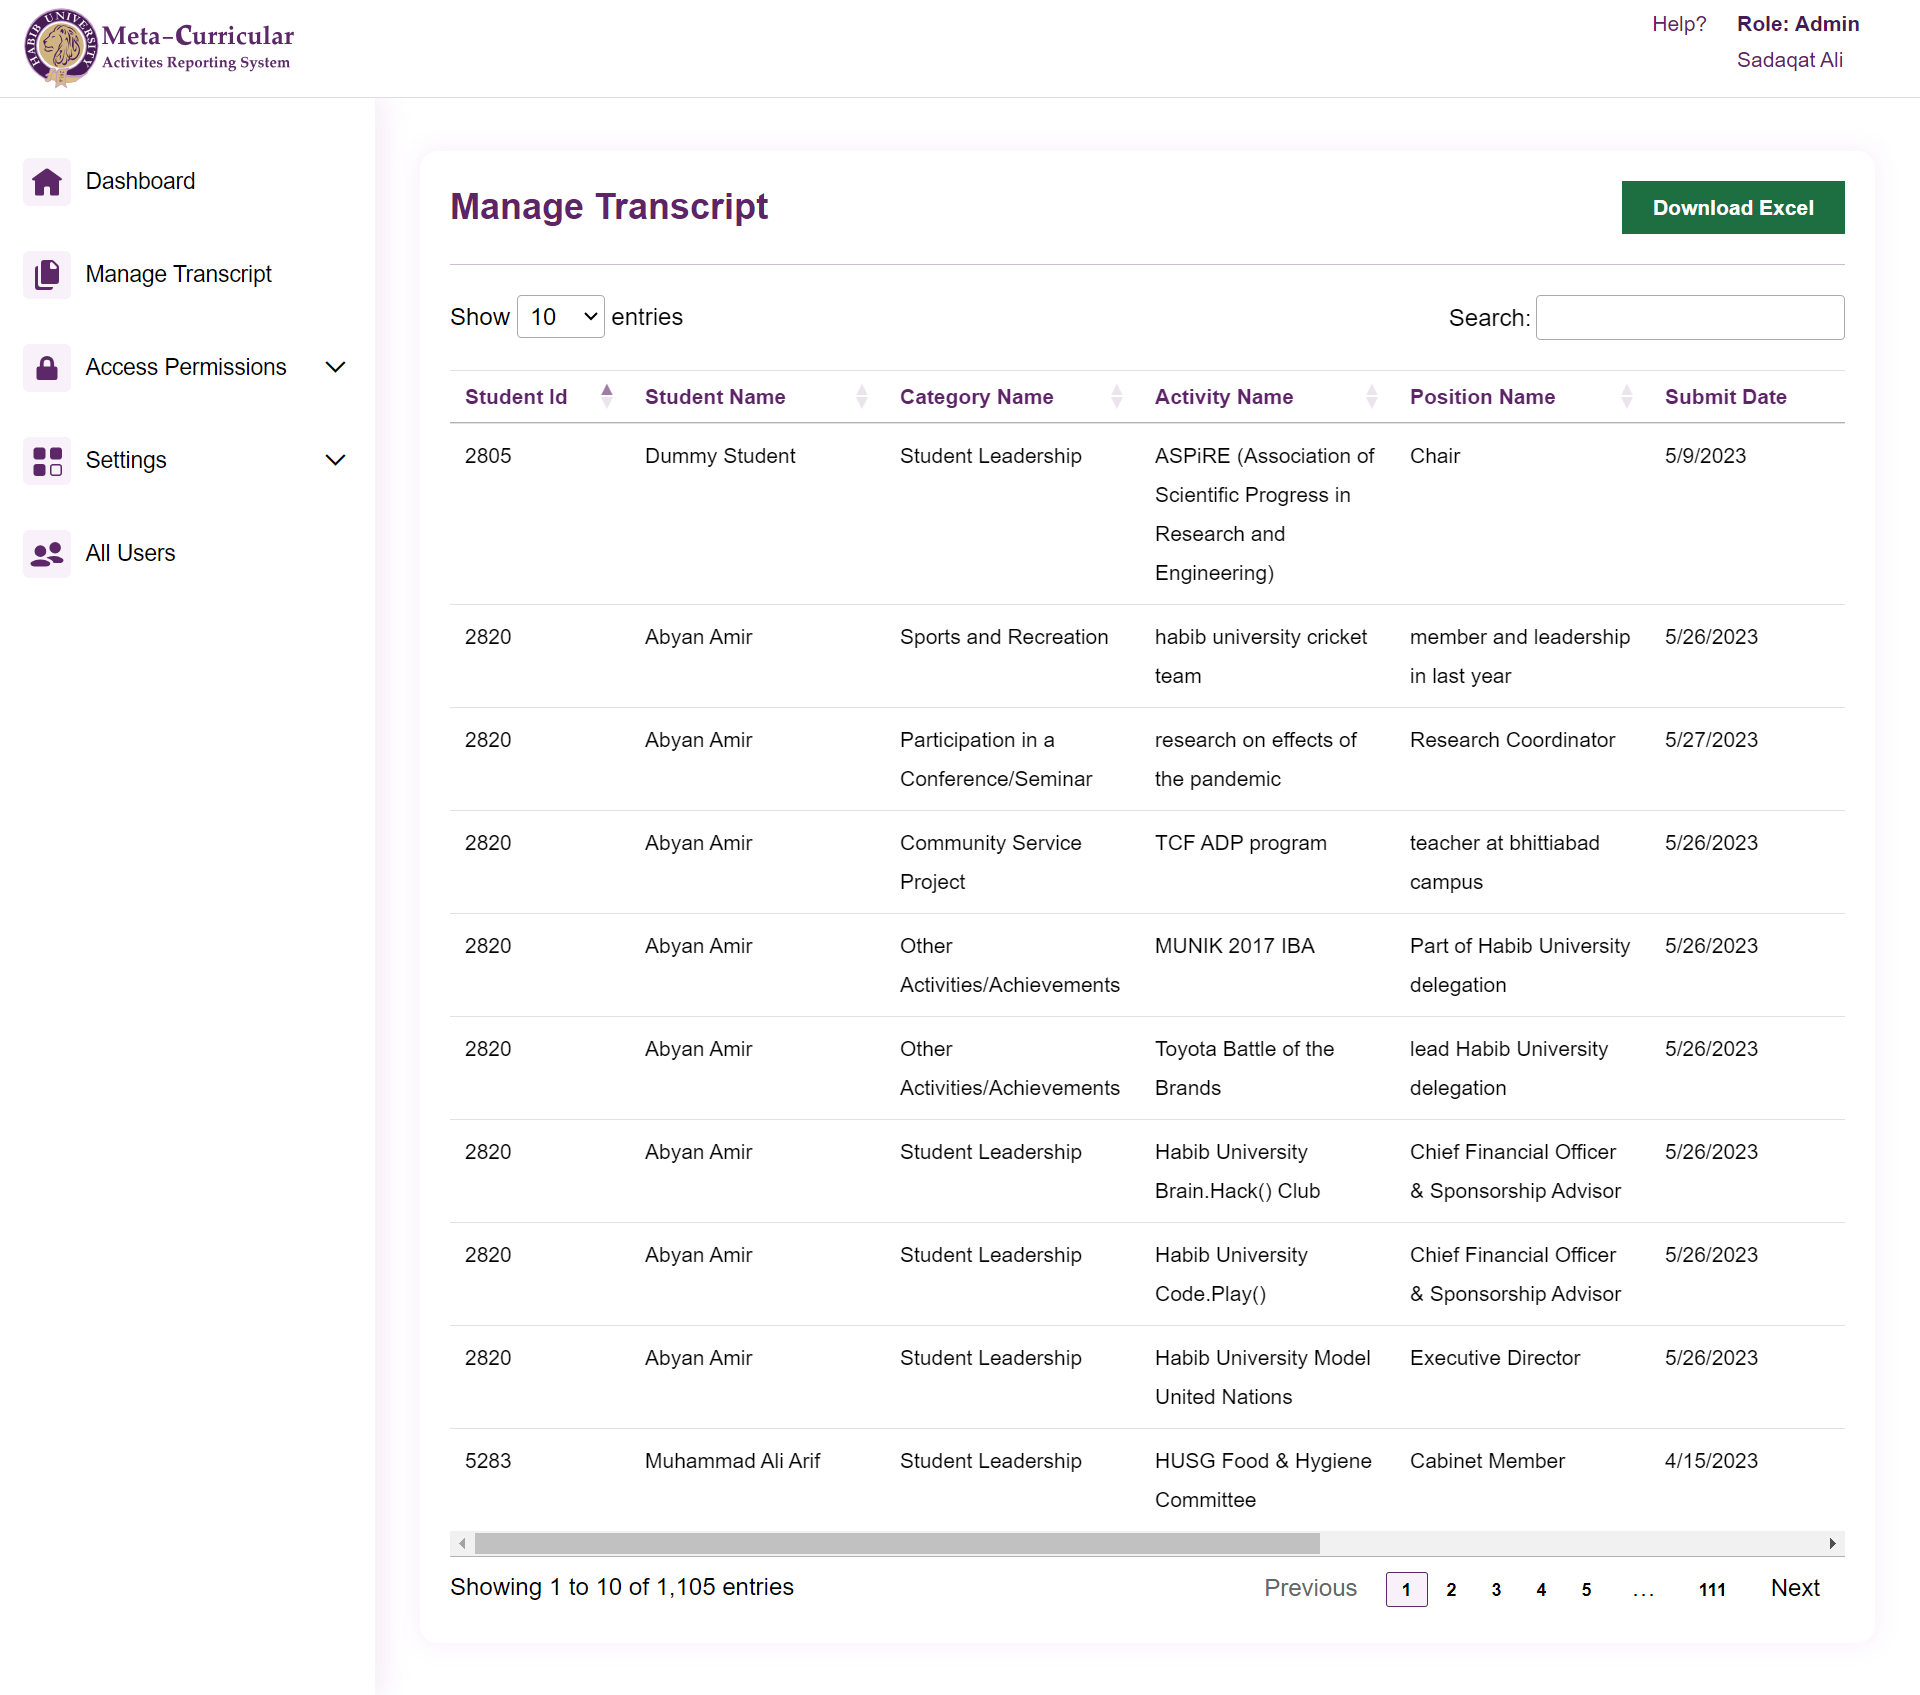 HABIB UNIVERSITY
Meta-Curricular
Activites Reporting System
Help?
Role: Admin
Sadaqat Ali
Dashboard
Manage Transcript
Access Permissions
Settings
All Users
Manage Transcript
Download Excel
Show 10 entries
Search:
Student Id Student Name Category Name Activity Name Position Name Submit Date
2805 Dummy Student Student Leadership ASPiRE (Association of Chair 5/9/2023
Scientific Progress in
Research and
Engineering)
2820 Abyan Amir Sports and Recreation habib university cricket member and leadership 5/26/2023
team in last year
2820 Abyan Amir Participation in a research on effects of Research Coordinator 5/27/2023
Conference/Seminar the pandemic
2820 Abyan Amir Community Service TCF ADP program teacher at bhittiabad 5/26/2023
Project campus
2820 Abyan Amir Other MUNIK 2017 IBA Part of Habib University 5/26/2023
Activities/Achievements delegation
2820 Abyan Amir Other Toyota Battle of the lead Habib University 5/26/2023
Activities/Achievements Brands delegation
2820 Abyan Amir Student Leadership Habib University Chief Financial Officer 5/26/2023
Brain.Hack() Club & Sponsorship Advisor
2820 Abyan Amir Student Leadership Habib University Chief Financial Officer 5/26/2023
Code.Play() & Sponsorship Advisor
2820 Abyan Amir Student Leadership Habib University Model Executive Director 5/26/2023
United Nations
5283 Muhammad Ali Arif Student Leadership HUSG Food & Hygiene Cabinet Member 4/15/2023
Committee
Showing 1 to 10 of 1,105 entries
Previous 1 2 3 4 5 ... 111 Next